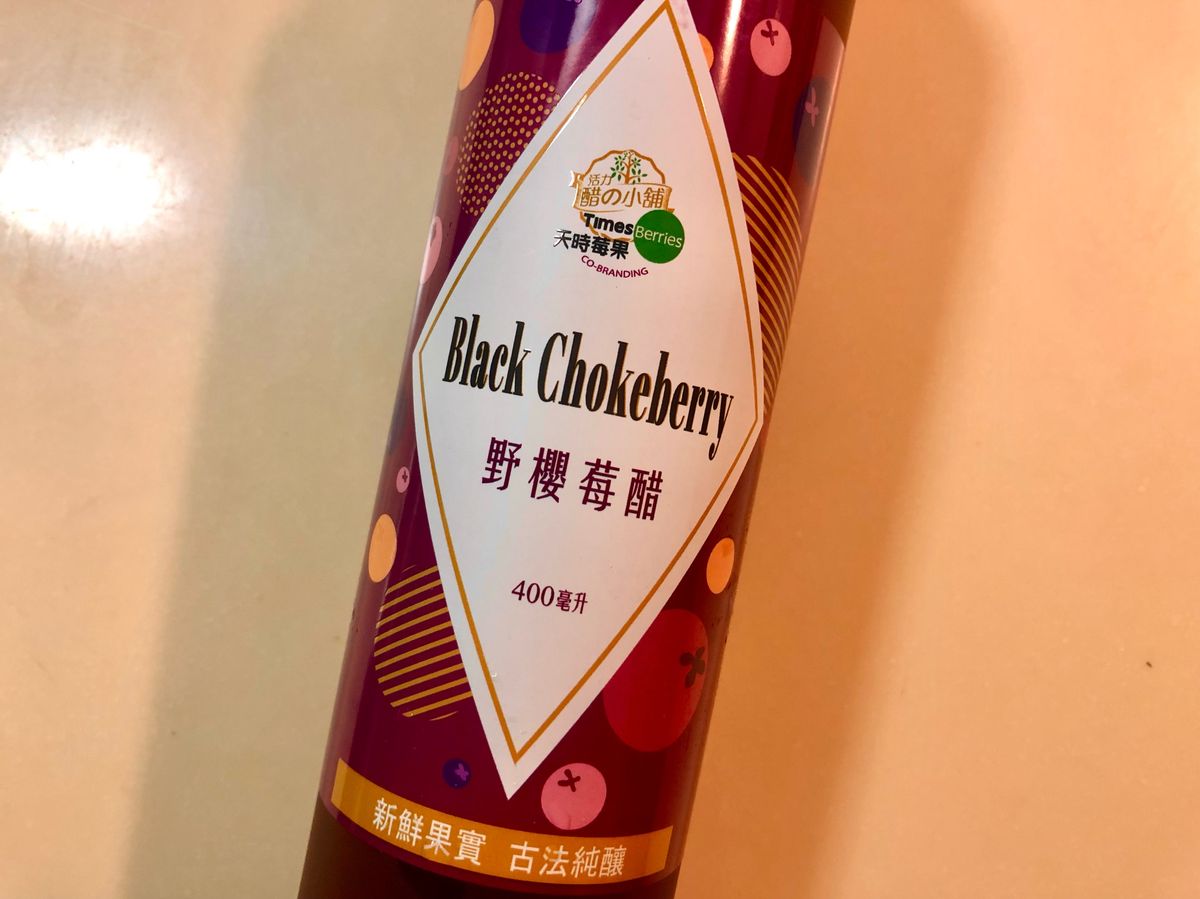 活力
醋の小舖
Times Berries
天時莓果
CO-BRANDING
Black Chokeberry
野櫻莓醋
400毫升
新鮮果實 古法純釀